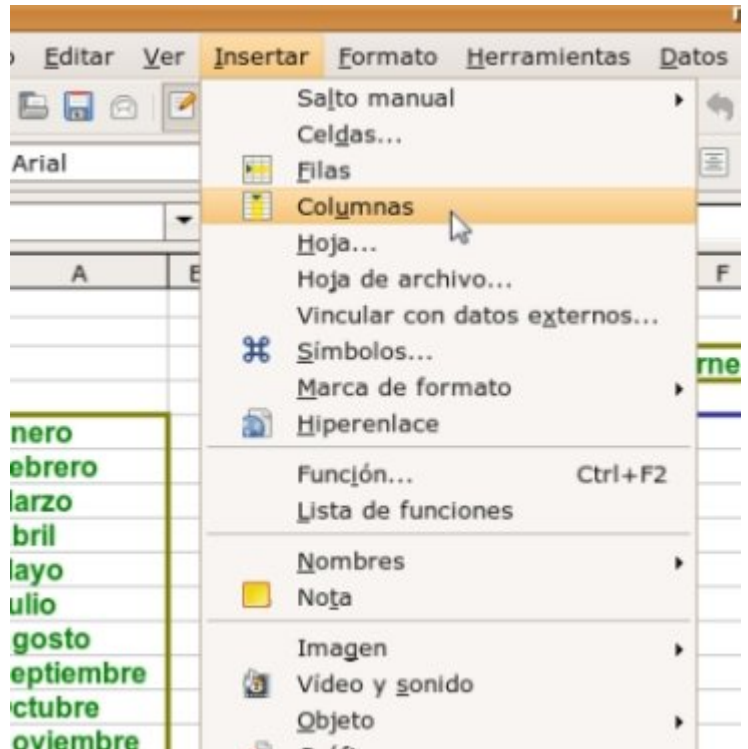 Editar Ver Insertar Formato Herramientas Datos
Salto manual
Celdas...
Arial
Filas
Columnas
Hoja...
A
F
Hoja de archivo...
Vincular con datos externos...
Símbolos...
rne
Marca de formato
Hiperenlace
nero
ebrero
Función... Ctrl+F2
arzo
Lista de funciones
bril
Nombres
ayo
Nota
ulio
gosto
Imagen
eptiembre
Vídeo y sonido
ctubre
Objeto
oviembre